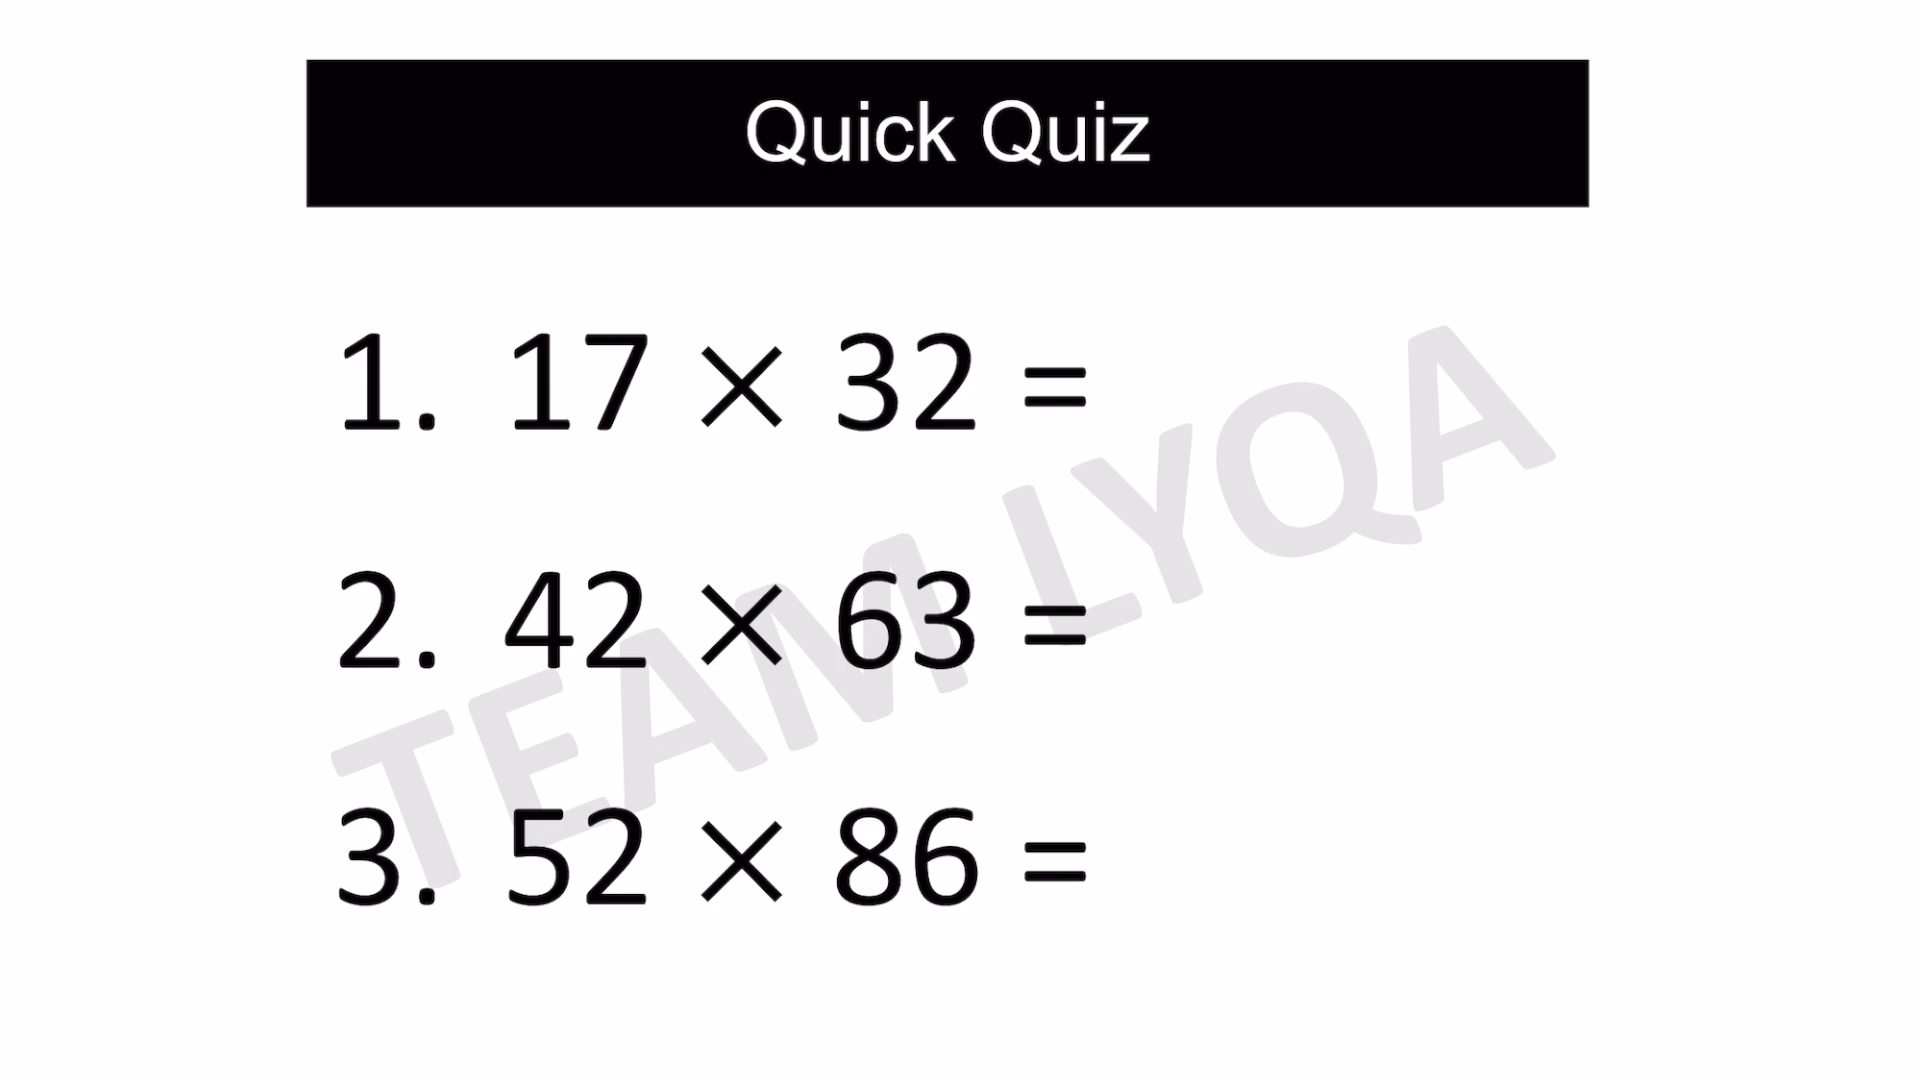 Quick Quiz
1. 17 × 32 =
2. 42 × 63 =
3. 52 × 86 =
TEAM LYQA